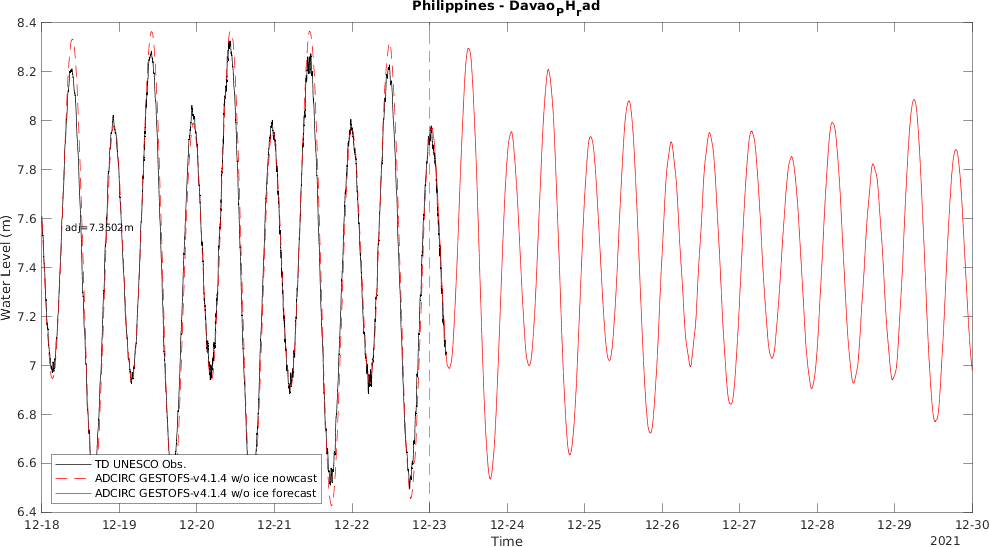 Philippines - DavaopHrad
8.4
8.2
8
7.8
7.6
7.4
7.2
7
6.8
6.6
6.4
Water Level (m)
adj=7.3502m
TD UNESCO Obs.
ADCIRC GESTOFS-v4.1.4 w/o ice nowcast
ADCIRC GESTOFS-v4.1.4 w/o ice forecast
12-18 12-19 12-20 12-21 12-22 12-23 12-24 12-25 12-26 12-27 12-28 12-29 12-30
Time
2021